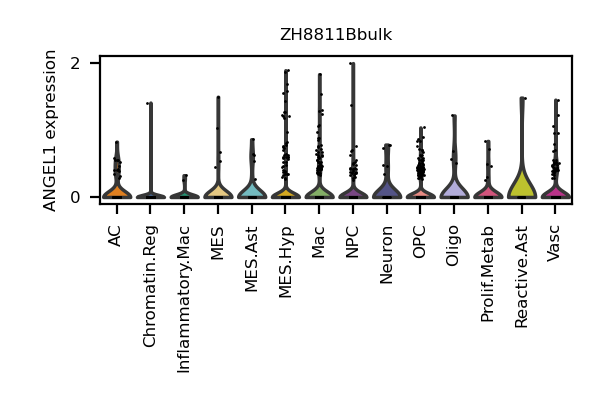 ZH8811Bbulk
ANGEL1 expression
2
0
AC
Chromatin.Reg
Inflammatory.Mac
MES
MES.Ast
MES.Hyp
Mac
NPC
Neuron
OPC
Oligo
Prolif.Metab
Reactive.Ast
Vasc